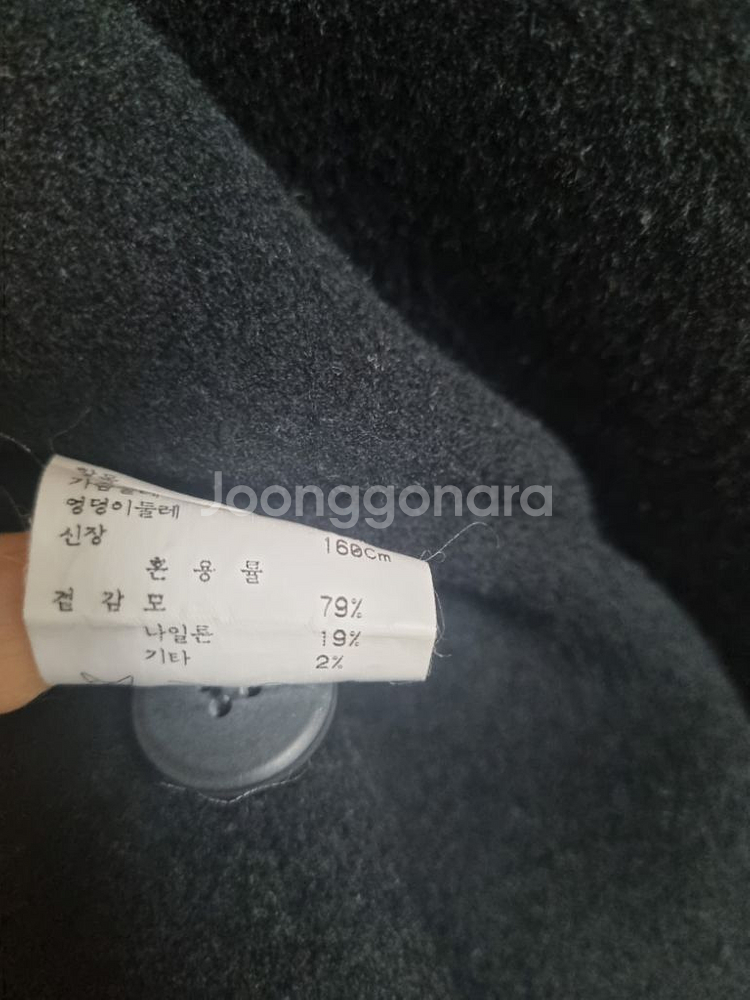 Joonggonara
엉덩이둘레
신장 160Cm
혼 용 률
겉 감 모 79%
나일론 19%
기타 2%